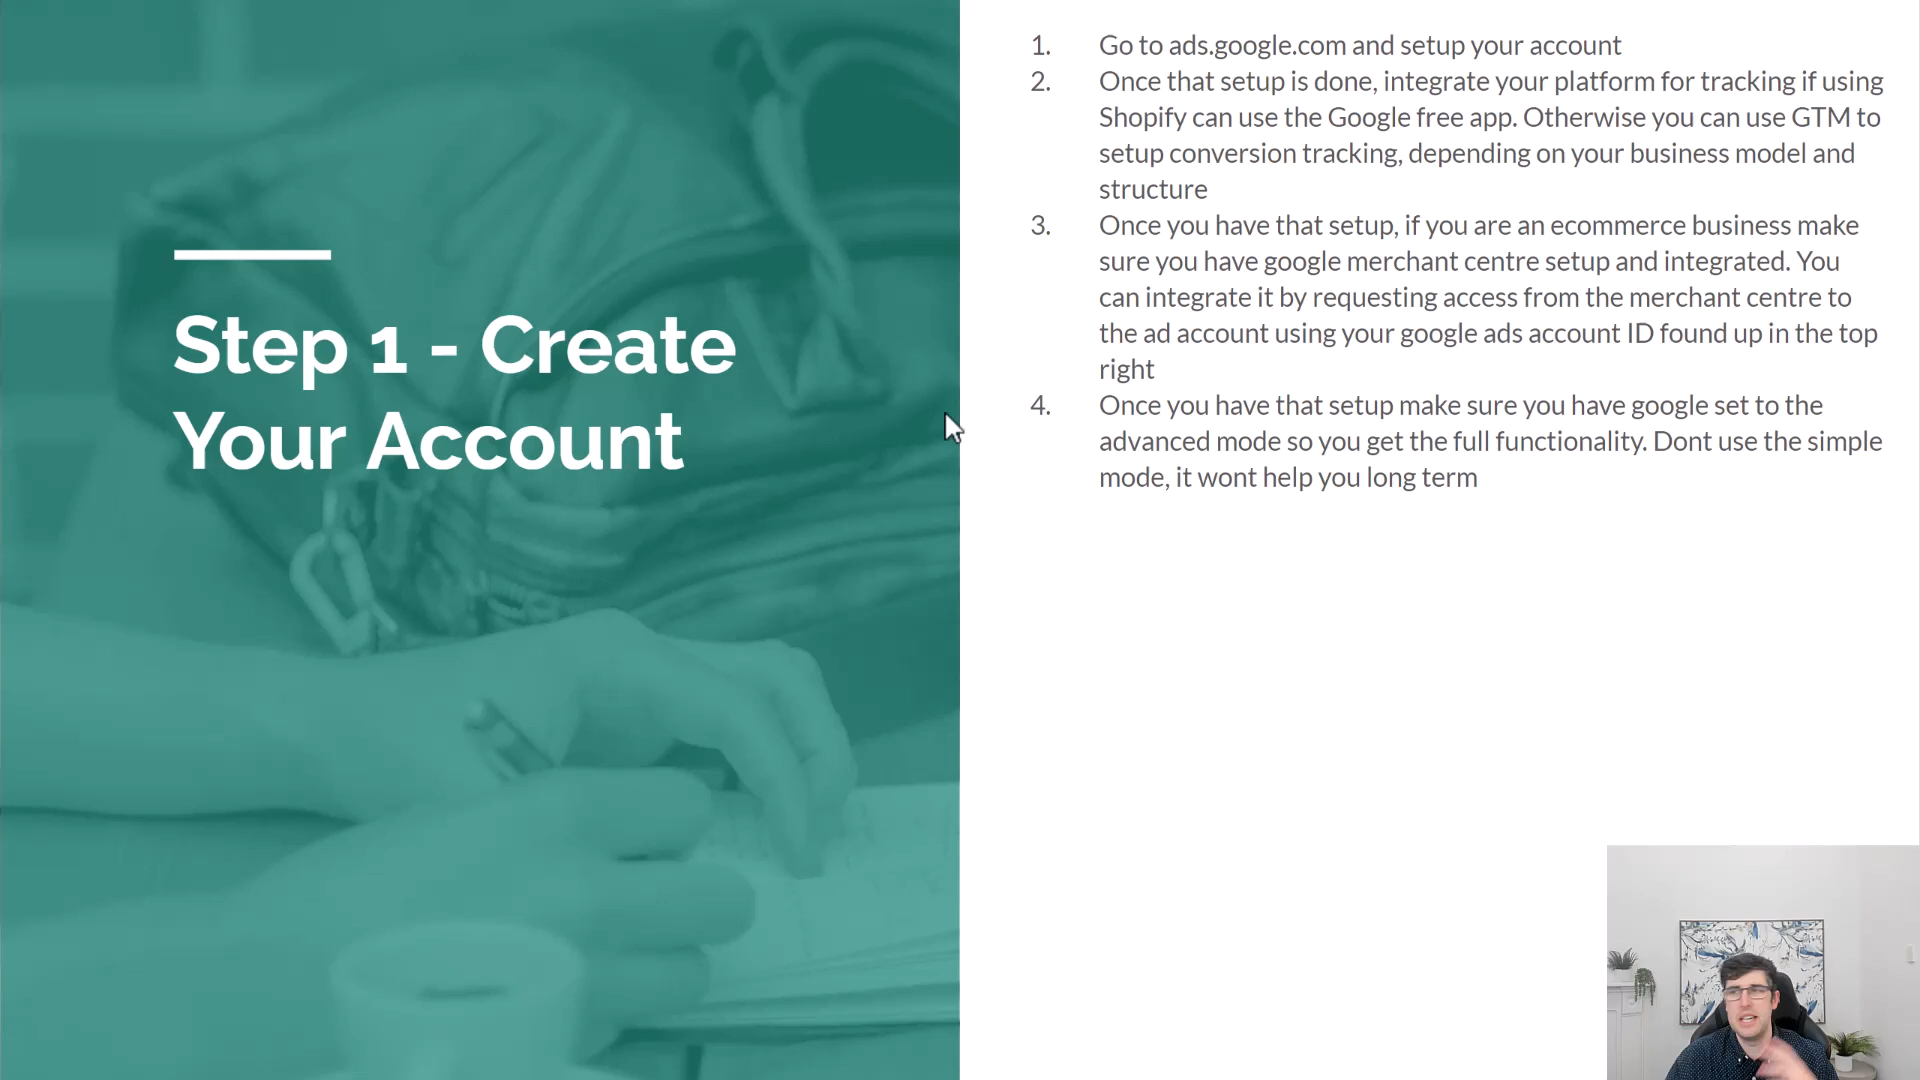 Step 1 - Create
Your Account
1. Go to ads.google.com and setup your account
2. Once that setup is done, integrate your platform for tracking if using
Shopify can use the Google free app. Otherwise you can use GTM to
setup conversion tracking, depending on your business model and
structure
3. Once you have that setup, if you are an ecommerce business make
sure you have google merchant centre setup and integrated. You
can integrate it by requesting access from the merchant centre to
the ad account using your google ads account ID found up in the top
right
4. Once you have that setup make sure you have google set to the
advanced mode so you get the full functionality. Dont use the simple
mode, it wont help you long term